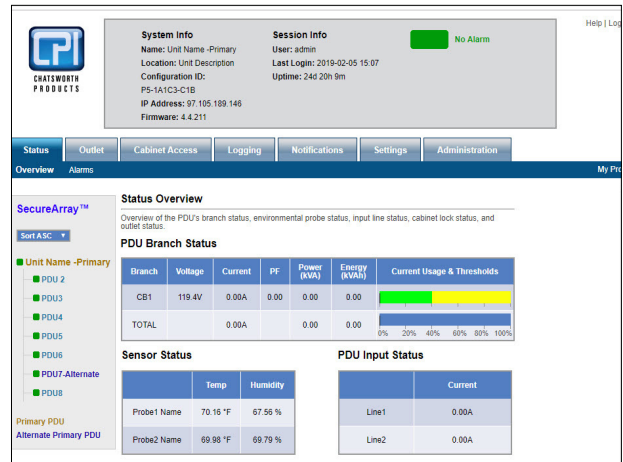 CPI
CHATSWORTH
PRODUCTS
System Info
Name: Unit Name -Primary
Location: Unit Description
Configuration ID:
P5-1A1C3-C1B
IP Address: 97.105.189.146
Firmware: 4.4.211
Session Info
User: admin
Last Login: 2019-02-05 15:07
Uptime: 24d 20h 9m
No Alarm
Help | Log
Status Outlet Cabinet Access Logging Notifications Settings Administration
Overview Alarms My Pro
SecureArray™
Sort ASC ▼
Unit Name -Primary
PDU 2
PDU3
PDU4
PDU5
PDU6
PDU7-Alternate
PDU8
Primary PDU
Alternate Primary PDU
Status Overview
Overview of the PDU's branch status, environmental probe status, input line status, cabinet lock status, and
outlet status.
PDU Branch Status
Branch Voltage Current PF Power (kVA) Energy (kVAh) Current Usage & Thresholds
CB1 119.4V 0.00A 0.00 0.00 0.00
TOTAL 0.00A 0.00 0.00
0% 20% 40% 60% 80% 100%
Sensor Status
Temp Humidity
Probe1 Name 70.16 °F 67.56 %
Probe2 Name 69.98 °F 69.79 %
PDU Input Status
Current
Line1 0.00A
Line2 0.00A